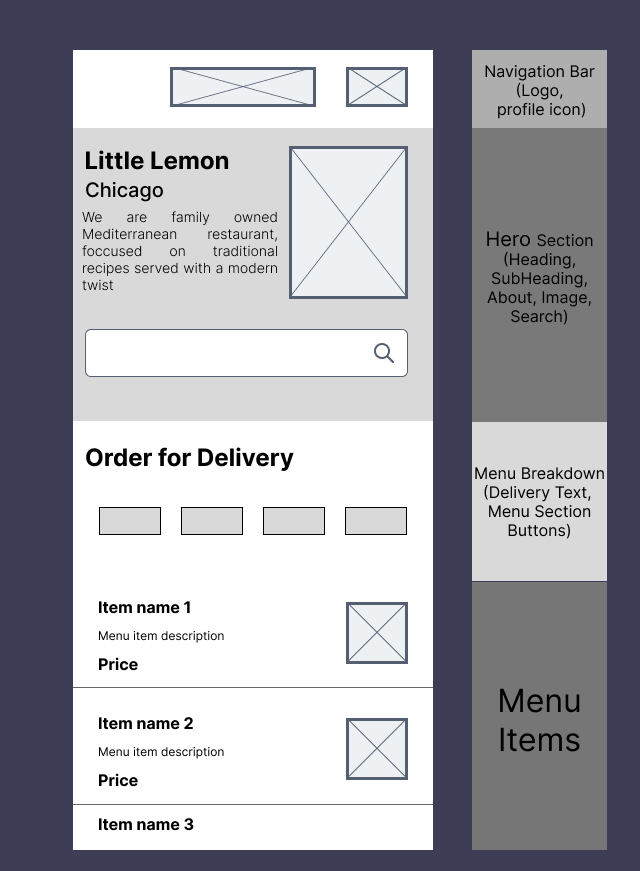 Little Lemon
Chicago
We are family owned
Mediterranean restaurant,
foccused on traditional
recipes served with a modern
twist
Order for Delivery
Item name 1
Menu item description
Price
Item name 2
Menu item description
Price
Item name 3
Navigation Bar
(Logo,
profile icon)
Hero Section
(Heading,
SubHeading,
About, Image,
Search)
Menu Breakdown
(Delivery Text,
Menu Section
Buttons)
Menu
Items